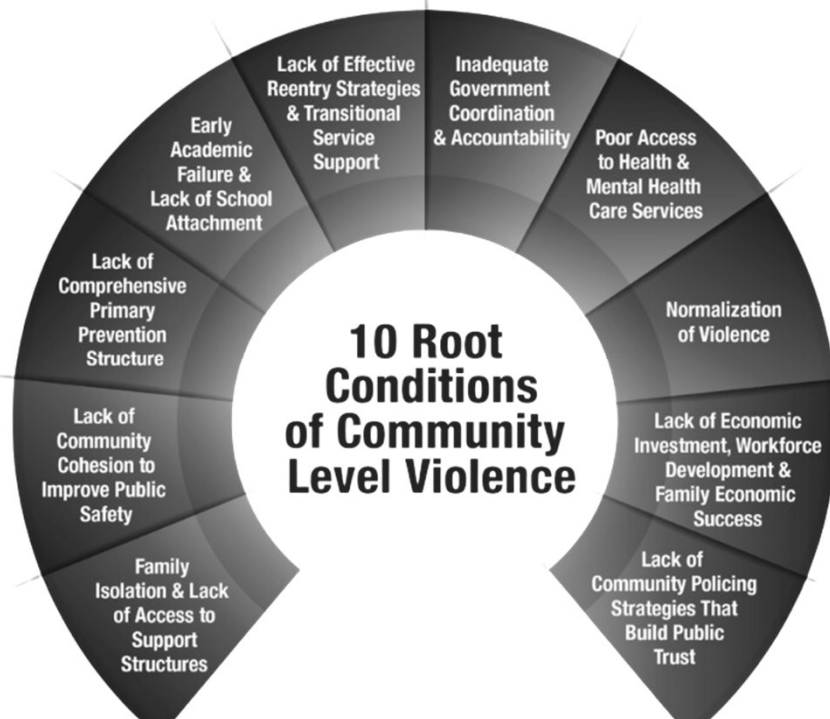 10 Root
Conditions
of Community
Level Violence
Family
Isolation & Lack
of Access to
Support
Structures
Lack of
Community
Cohesion to
Improve Public
Safety
Lack of
Comprehensive
Primary
Prevention
Structure
Early
Academic
Failure &
Lack of School
Attachment
Lack of Effective
Reentry Strategies
& Transitional
Service
Support
Inadequate
Government
Coordination
& Accountability
Poor Access
to Health &
Mental Health
Care Services
Normalization
of Violence
Lack of Economic
Investment, Workforce
Development &
Family Economic
Success
Lack of
Community Policing
Strategies That
Build Public
Trust